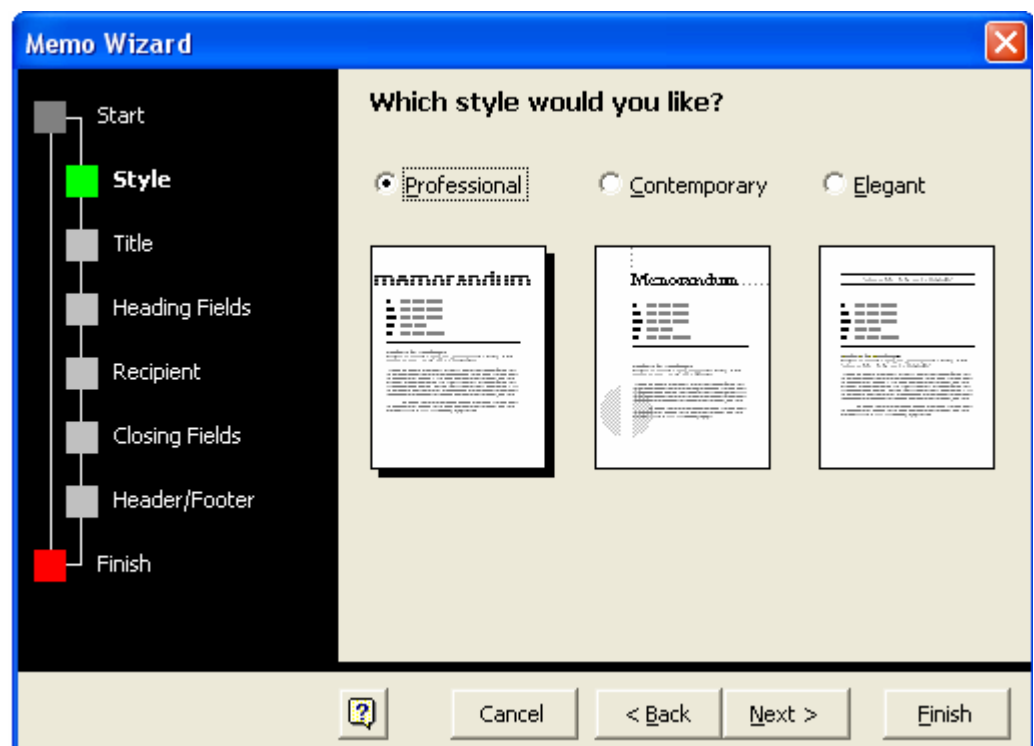 Memo Wizard
Start
Style
Title
Heading Fields
Recipient
Closing Fields
Header/Footer
Finish
Which style would you like?
Professional
Contemporary
Elegant
memorandum
Memorandum
Cancel
< Back
Next >
Finish